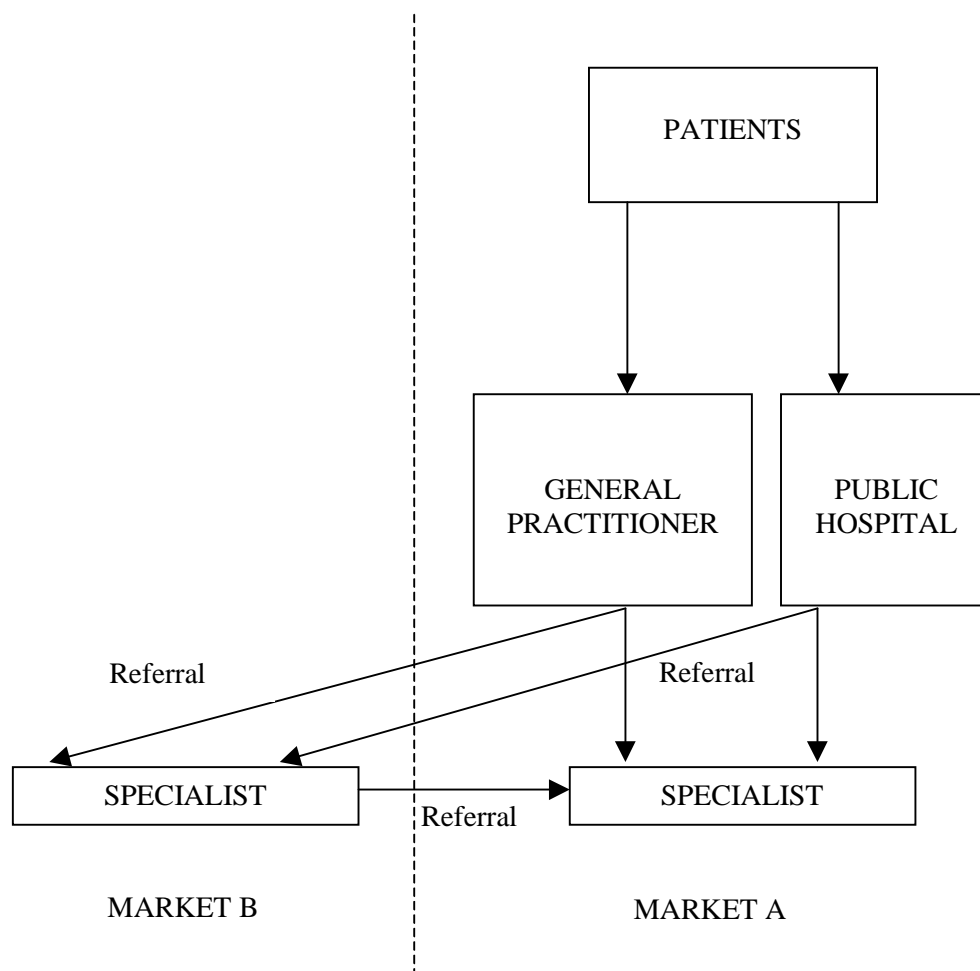 PATIENTS
GENERAL
PRACTITIONER
PUBLIC
HOSPITAL
Referral
Referral
SPECIALIST
SPECIALIST
Referral
MARKET B
MARKET A